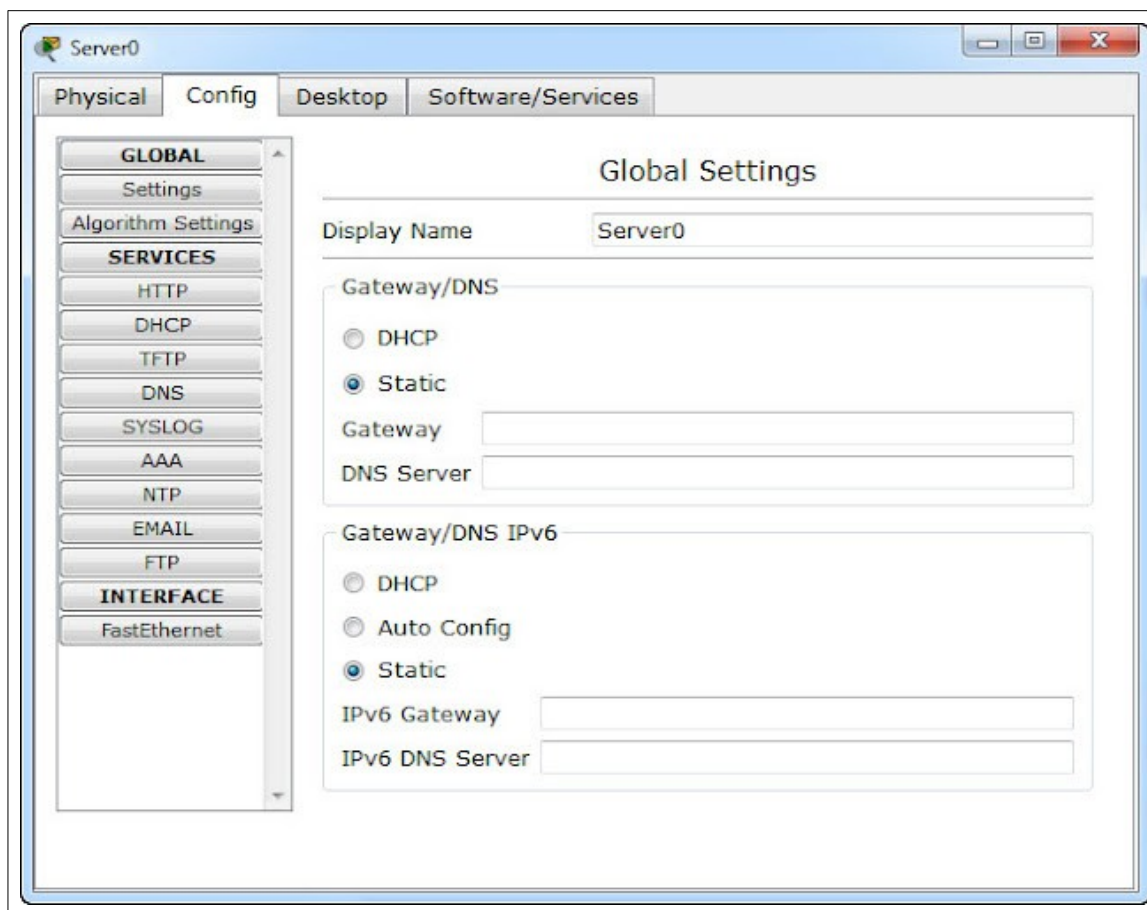 Server0
Physical Config Desktop Software/Services
GLOBAL
Settings
Algorithm Settings
SERVICES
HTTP
DHCP
TFTP
DNS
SYSLOG
AAA
NTP
EMAIL
FTP
INTERFACE
FastEthernet
Global Settings
Display Name Server0
Gateway/DNS
DHCP
Static
Gateway
DNS Server
Gateway/DNS IPv6
DHCP
Auto Config
Static
IPv6 Gateway
IPv6 DNS Server